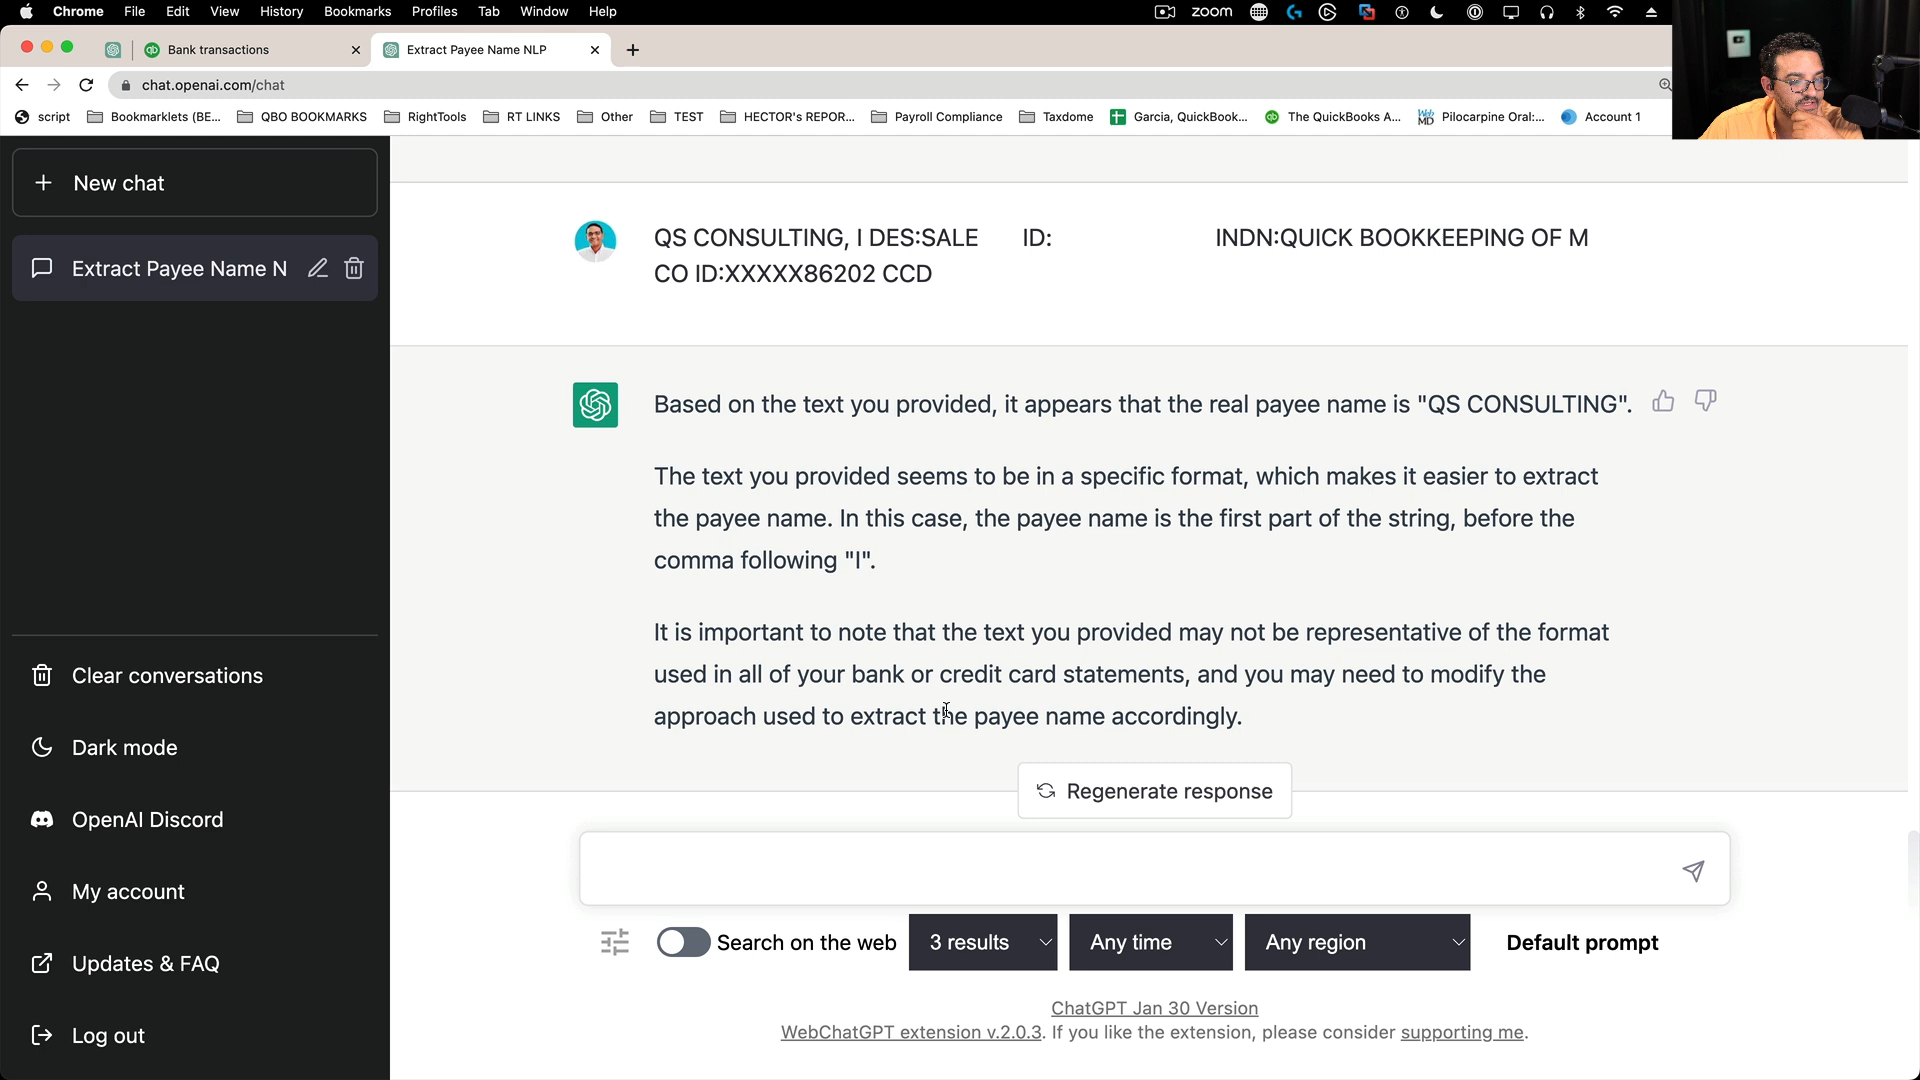 Chrome File Edit View History Bookmarks Profiles Tab Window Help zoom
Bank transactions
Extract Payee Name NLP
chat.openai.com/chat
script Bookmarklets (BE... QBO BOOKMARKS RightTools RT LINKS Other TEST HECTOR's REPOR... Payroll Compliance Taxdome Garcia, QuickBook... The QuickBooks A... Pilocarpine Oral:... Account 1
New chat
Extract Payee Name N
Clear conversations
Dark mode
OpenAI Discord
My account
Updates & FAQ
Log out
QS CONSULTING, I DES:SALE ID: INDN:QUICK BOOKKEEPING OF M
CO ID:XXXXX86202 CCD
Based on the text you provided, it appears that the real payee name is "QS CONSULTING".
The text you provided seems to be in a specific format, which makes it easier to extract
the payee name. In this case, the payee name is the first part of the string, before the
comma following "I".
It is important to note that the text you provided may not be representative of the format
used in all of your bank or credit card statements, and you may need to modify the
approach used to extract the payee name accordingly.
Regenerate response
Search on the web 3 results Any time Any region Default prompt
ChatGPT Jan 30 Version
WebChatGPT extension v.2.0.3. If you like the extension, please consider supporting me.